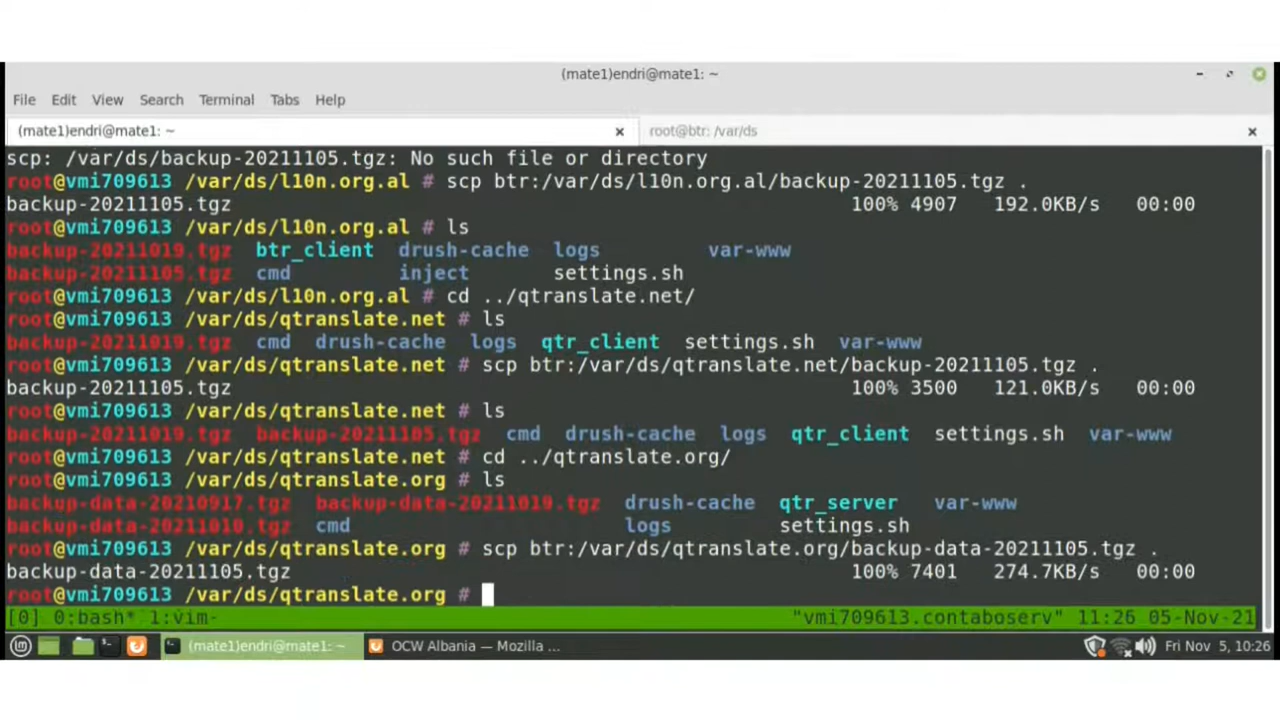 (mate1)endri@mate1: ~
File Edit View Search Terminal Tabs Help
(mate1)endri@mate1: ~ × root@btr: /var/ds ×
scp: /var/ds/backup-20211105.tgz: No such file or directory
root@vmi709613 /var/ds/l10n.org.al # scp btr:/var/ds/l10n.org.al/backup-20211105.tgz .
backup-20211105.tgz 100% 4907 192.0KB/s 00:00
root@vmi709613 /var/ds/l10n.org.al # ls
backup-20211019.tgz btr_client drush-cache logs var-www
backup-20211105.tgz cmd inject settings.sh
root@vmi709613 /var/ds/l10n.org.al # cd ../qtranslate.net/
root@vmi709613 /var/ds/qtranslate.net # ls
backup-20211019.tgz cmd drush-cache logs qtr_client settings.sh var-www
root@vmi709613 /var/ds/qtranslate.net # scp btr:/var/ds/qtranslate.net/backup-20211105.tgz .
backup-20211105.tgz 100% 3500 121.0KB/s 00:00
root@vmi709613 /var/ds/qtranslate.net # ls
backup-20211019.tgz backup-20211105.tgz cmd drush-cache logs qtr_client settings.sh var-www
root@vmi709613 /var/ds/qtranslate.net # cd ../qtranslate.org/
root@vmi709613 /var/ds/qtranslate.org # ls
backup-data-20210917.tgz backup-data-20211019.tgz drush-cache qtr_server var-www
backup-data-20211010.tgz cmd logs settings.sh
root@vmi709613 /var/ds/qtranslate.org # scp btr:/var/ds/qtranslate.org/backup-data-20211105.tgz .
backup-data-20211105.tgz 100% 7401 274.7KB/s 00:00
root@vmi709613 /var/ds/qtranslate.org #
[0] 0:bash* 1:vim- "vmi709613.contaboserv" 11:26 05-Nov-21
(mate1)endri@mate1: ~ OCW Albania — Mozilla ... Fri Nov 5, 10:26